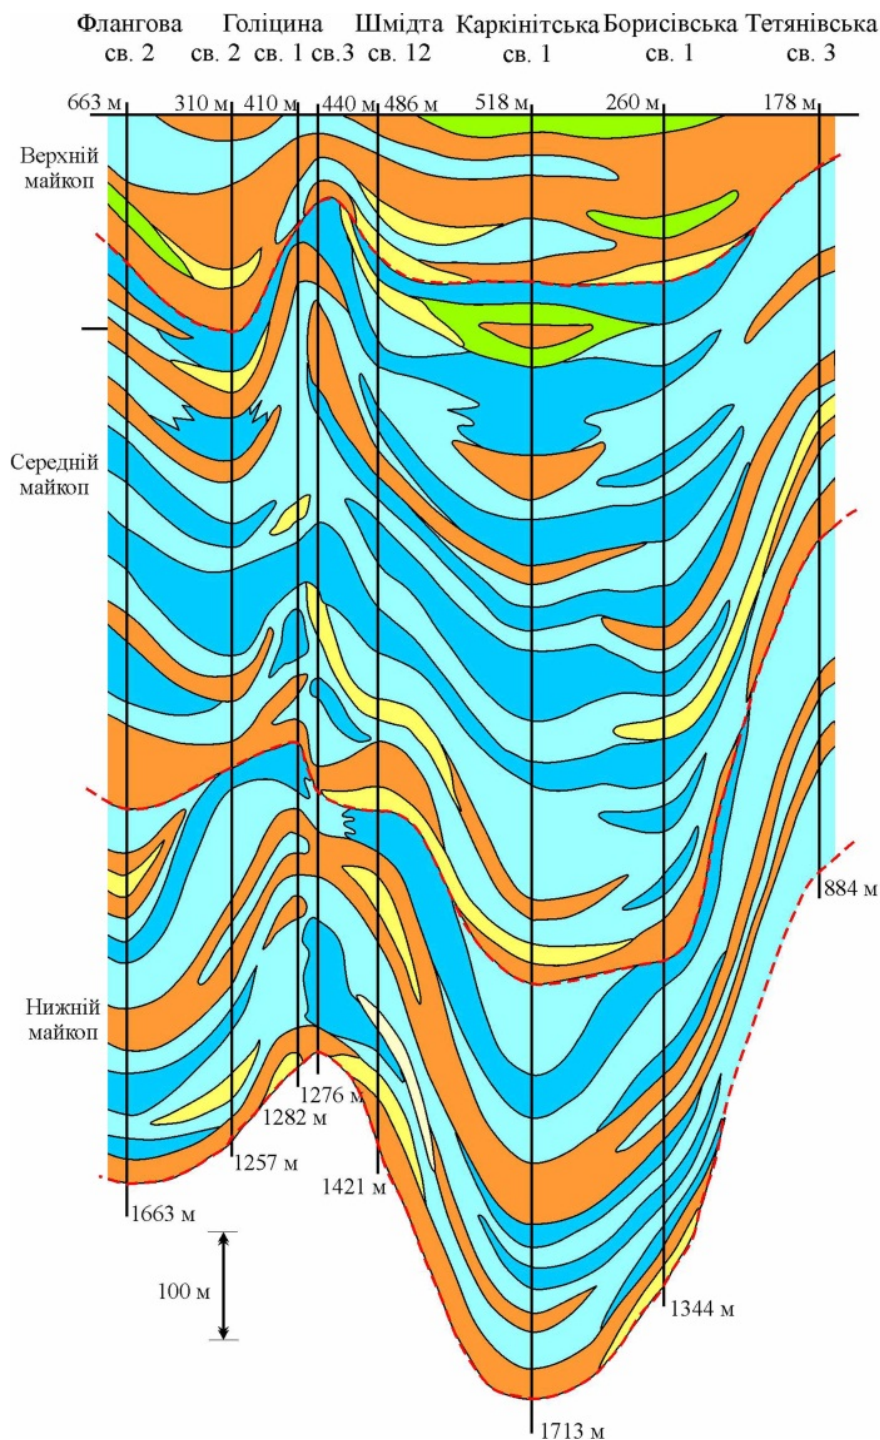 Флангова Голіцина Шмідта Каркінітська Борисівська Тетянівська
св. 2 св. 2 св. 1 св.3 св. 12 св. 1 св. 1 св. 3
663 м 310 м 410 м 440 м 486 м 518 м 260 м 178 м
Верхній
майкоп
Середній
майкоп
884 м
Нижній
майкоп
1276 м
1282 м
1257 м
1421 м
1663 м
100 м
1344 м
1713 м